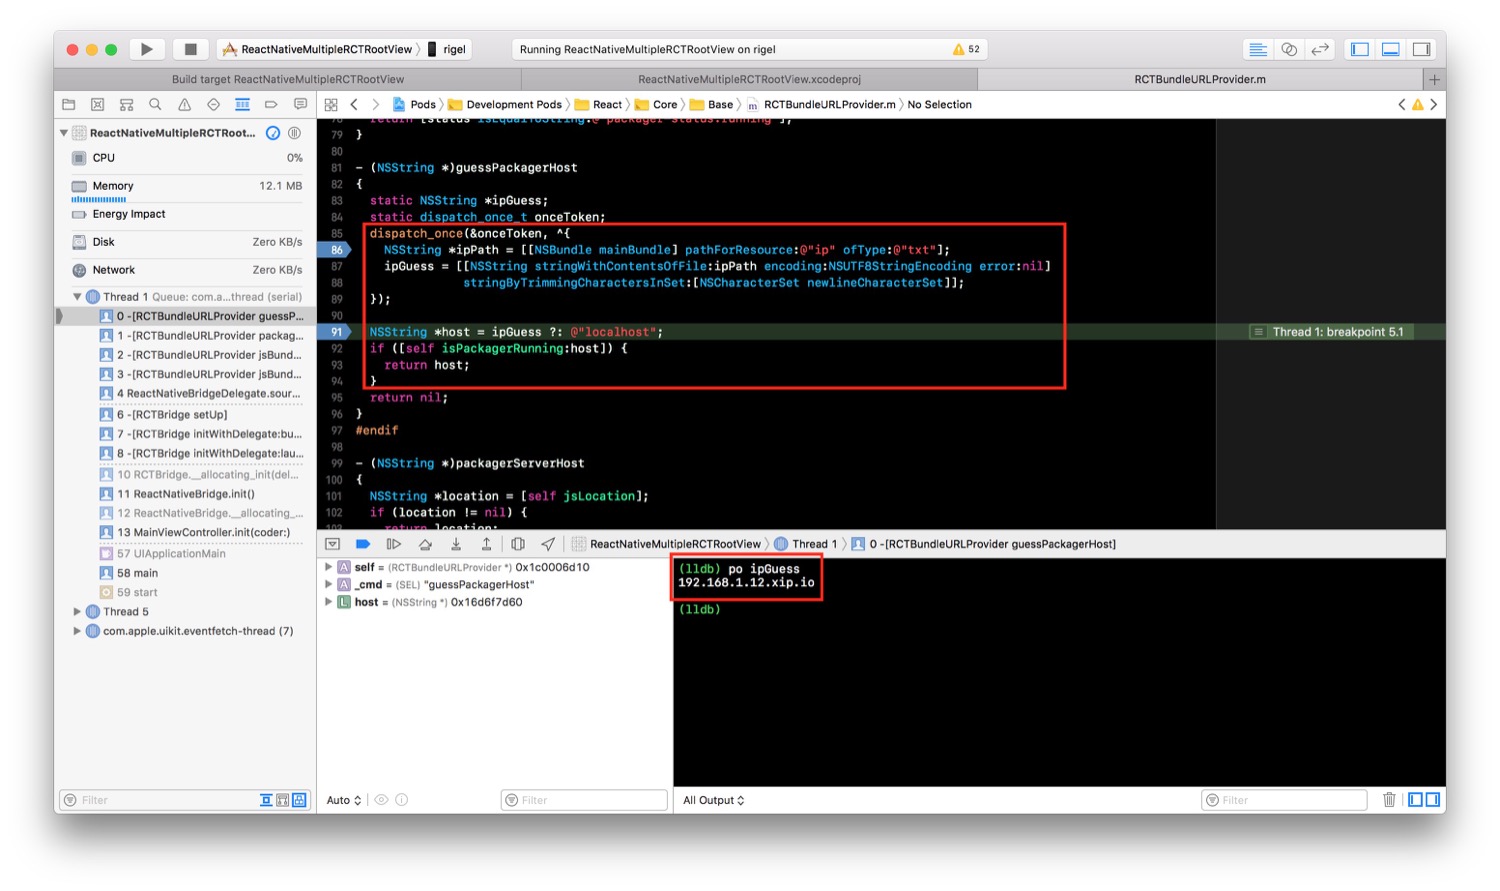 ReactNativeMultipleRCTRootView 〉 rigel
Running ReactNativeMultipleRCTRootView on rigel
52
Build target ReactNativeMultipleRCTRootView
ReactNativeMultipleRCTRootView.xcodeproj
RCTBundleURLProvider.m
Pods 〉 Development Pods 〉 React 〉 Core 〉 Base 〉 m RCTBundleURLProvider.m 〉 No Selection
ReactNativeMultipleRCTRoot...
CPU 0%
Memory 12.1 MB
Energy Impact
Disk Zero KB/s
Network Zero KB/s
Thread 1 Queue: com.a...thread (serial)
0 -[RCTBundleURLProvider guessP...
1 -[RCTBundleURLProvider packag...
2 -[RCTBundleURLProvider jsBund...
3 -[RCTBundleURLProvider jsBund...
4 ReactNativeBridgeDelegate.sour...
6 -[RCTBridge setUp]
7 -[RCTBridge initWithDelegate:bu...
8 -[RCTBridge initWithDelegate:lau...
10 RCTBridge.__allocating_init(del...
11 ReactNativeBridge.init()
12 ReactNativeBridge.__allocating_...
13 MainViewController.init(coder:)
57 UIApplicationMain
58 main
59 start
Thread 5
com.apple.uikit.eventfetch-thread (7)
Filter
79 }
80
81 - (NSString *)guessPackagerHost
82 {
83 static NSString *ipGuess;
84 static dispatch_once_t onceToken;
85 dispatch_once(&onceToken, ^{
86 NSString *ipPath = [[NSBundle mainBundle] pathForResource:@"ip" ofType:@"txt"];
87 ipGuess = [[NSString stringWithContentsOfFile:ipPath encoding:NSUTF8StringEncoding error:nil]
88 stringByTrimmingCharactersInSet:[NSCharacterSet newlineCharacterSet]];
89 });
90
91 NSString *host = ipGuess ?: @"localhost"; Thread 1: breakpoint 5.1
92 if ([self isPackagerRunning:host]) {
93 return host;
94 }
95 return nil;
96 }
97 #endif
98
99 - (NSString *)packagerServerHost
100 {
101 NSString *location = [self jsLocation];
102 if (location != nil) {
103 return location;
ReactNativeMultipleRCTRootView 〉 Thread 1 〉 0 -[RCTBundleURLProvider guessPackagerHost]
A self = (RCTBundleURLProvider *) 0x1c0006d10
A _cmd = (SEL) "guessPackagerHost"
L host = (NSString *) 0x16d6f7d60
Auto
Filter
(lldb) po ipGuess
192.168.1.12.xip.io
(lldb)
All Output
Filter